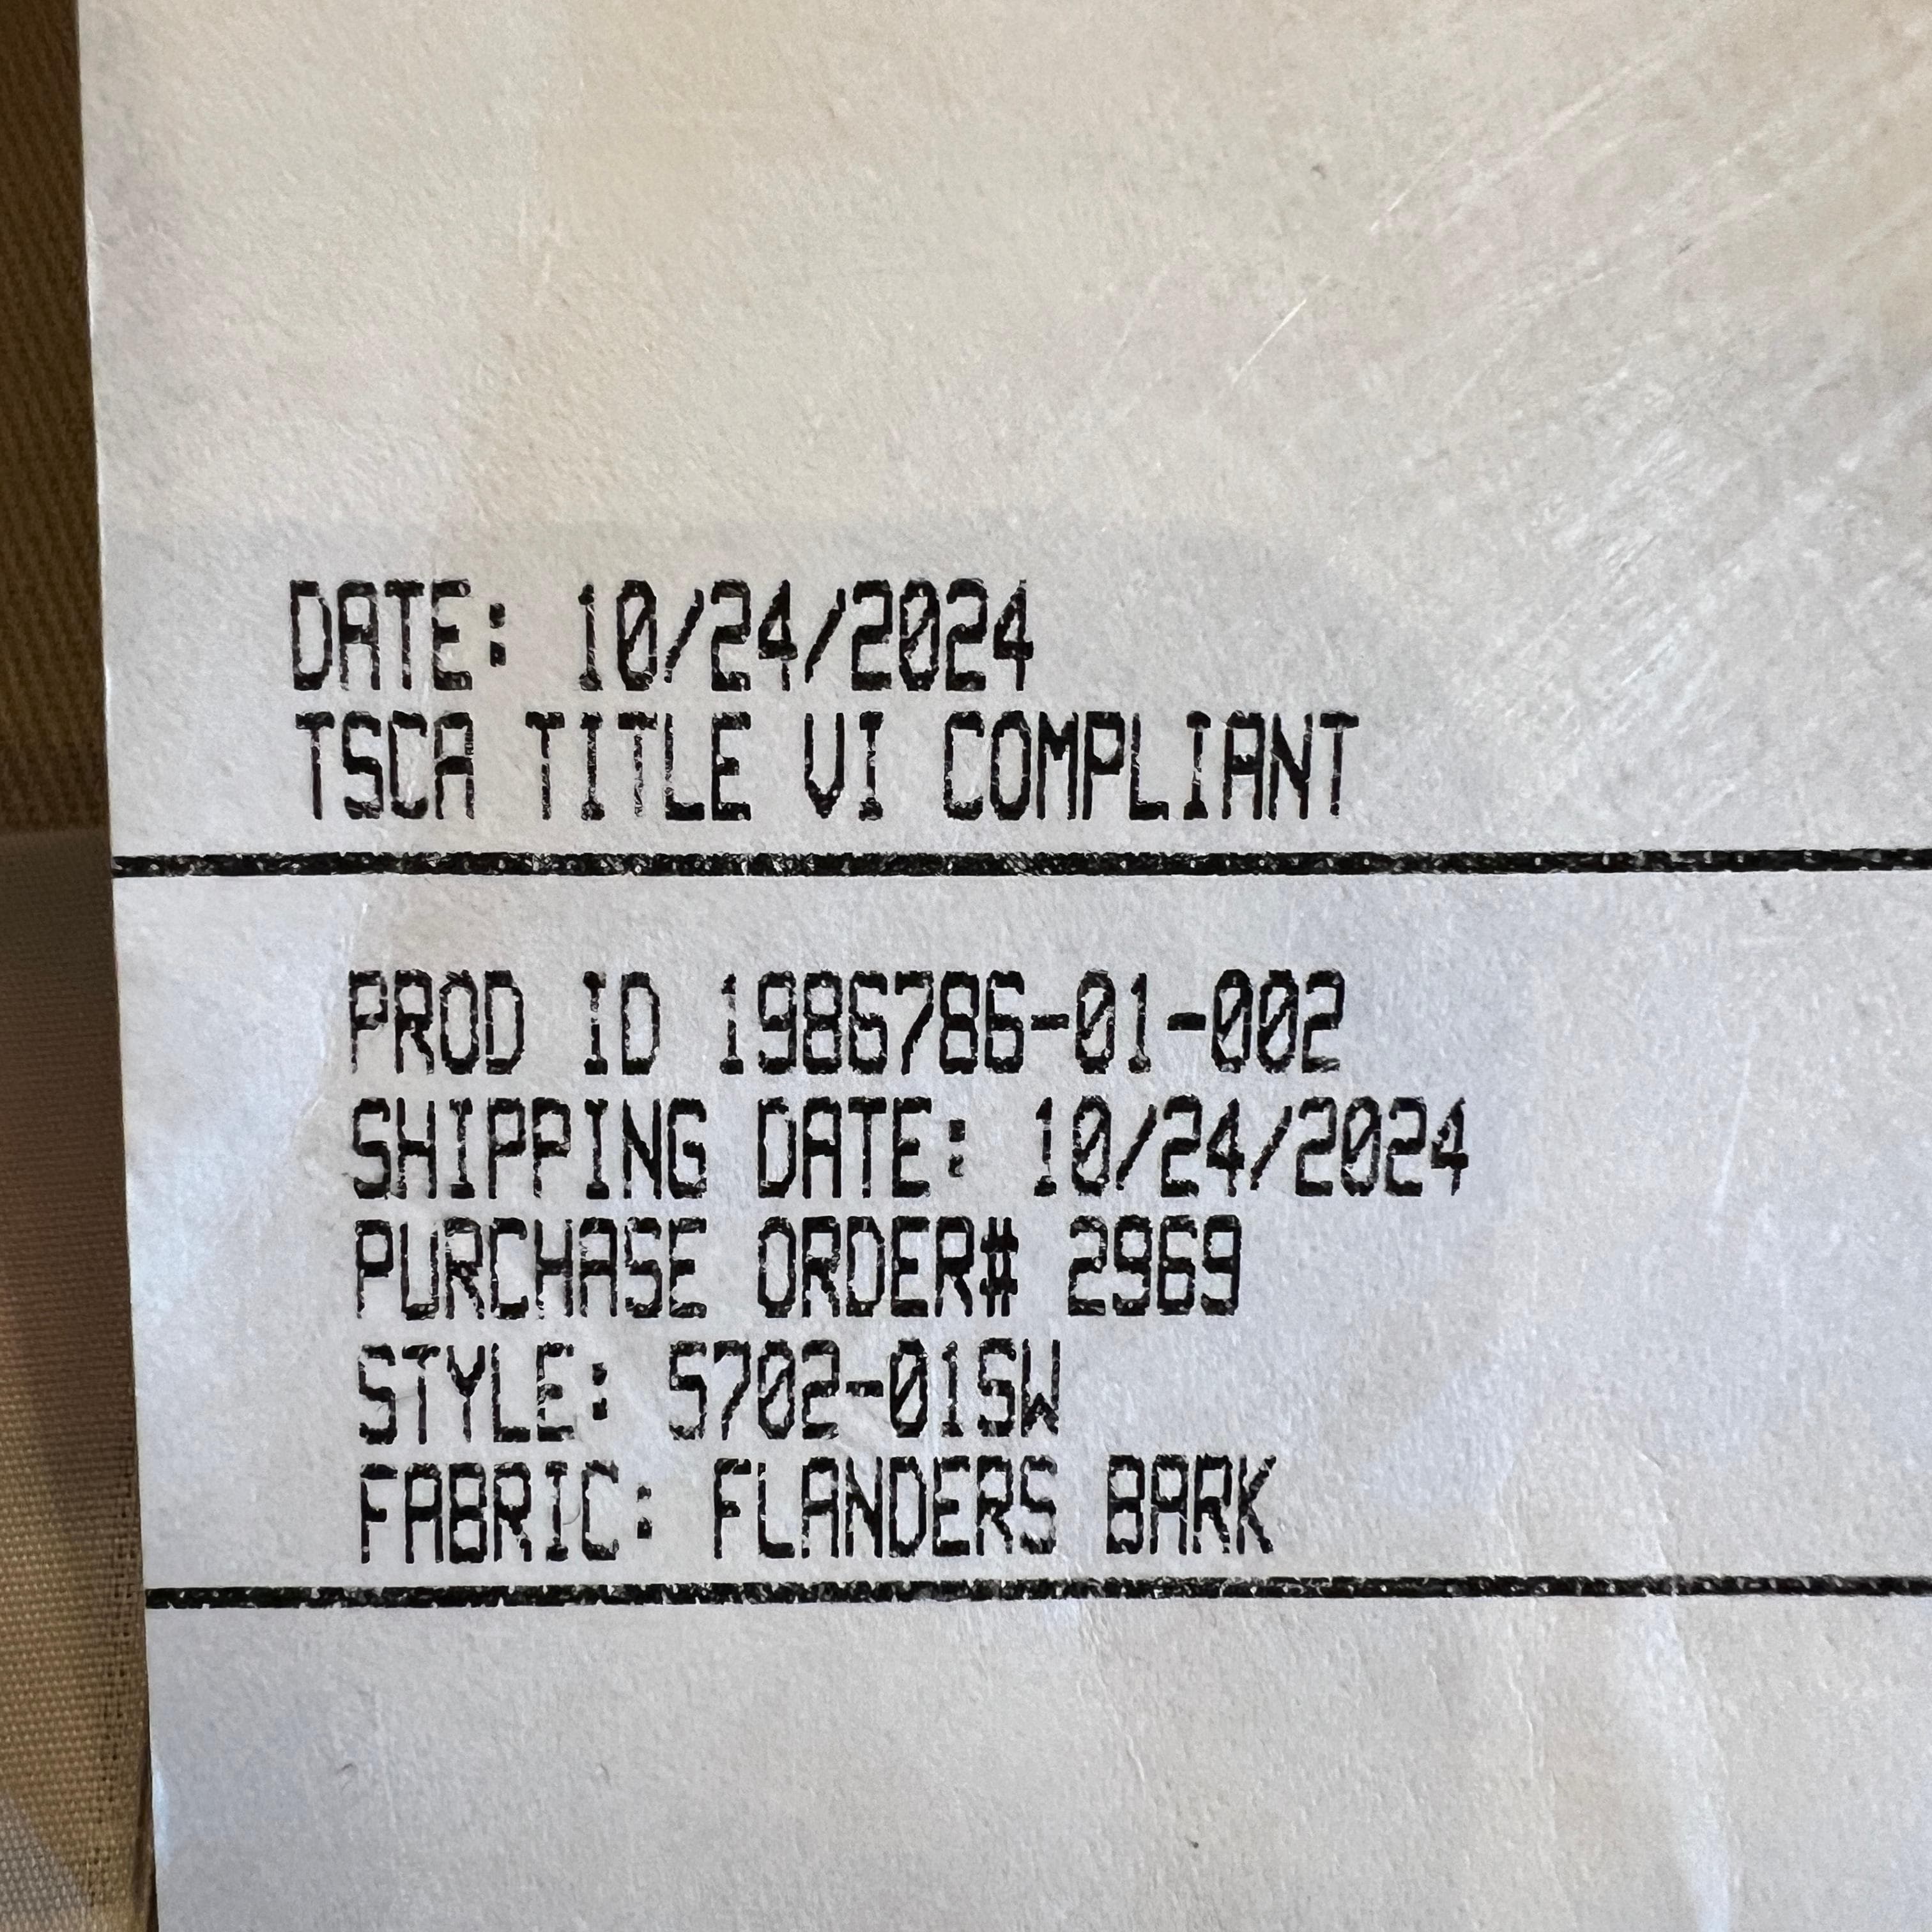 DATE: 10/24/2024
TSCA TITLE VI COMPLIANT
PROD ID 1986786-01-002
SHIPPING DATE: 10/24/2024
PURCHASE ORDER# 2969
STYLE: 5702-01SW
FABRIC: FLANDERS BARK